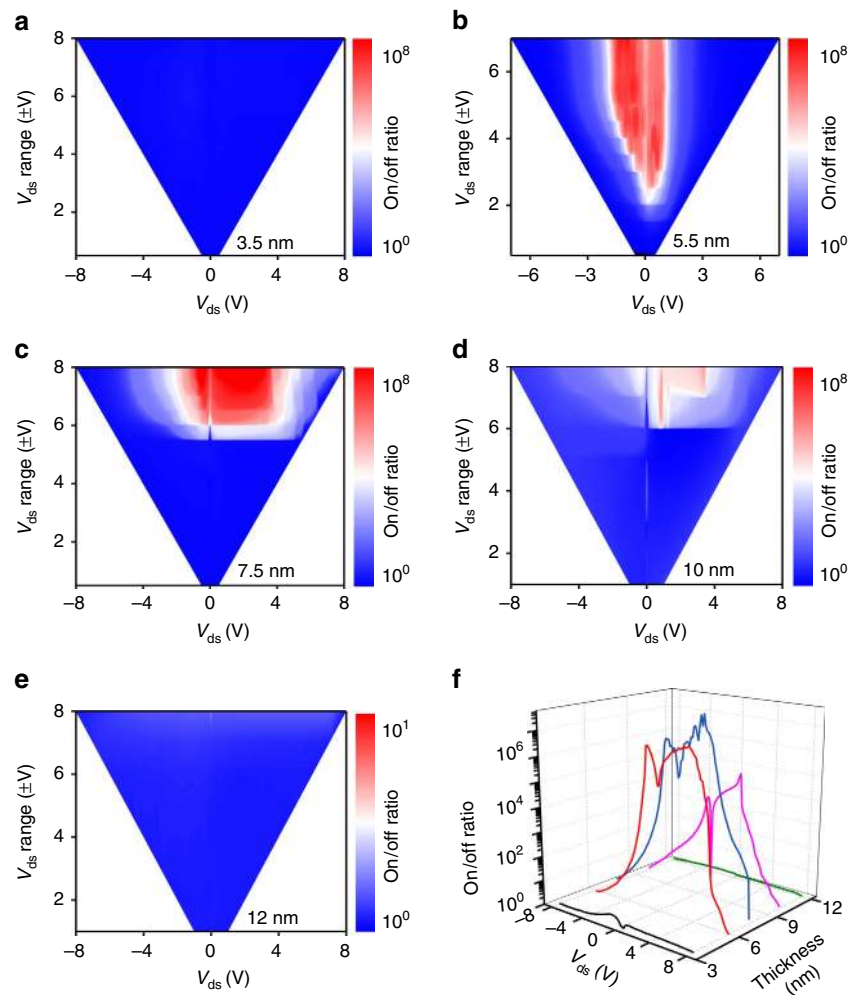 a
8
6
4
2
–8
–4
0
4
8
V_ds range (±V)
V_ds (V)
3.5 nm
10^8
On/off ratio
10^0
b
6
4
2
–6
–3
0
3
6
V_ds range (±V)
V_ds (V)
5.5 nm
10^8
On/off ratio
10^0
c
8
6
4
2
–8
–4
0
4
8
V_ds range (±V)
V_ds (V)
7.5 nm
10^8
On/off ratio
10^0
d
8
6
4
2
–8
–4
0
4
8
V_ds range (±V)
V_ds (V)
10 nm
10^8
On/off ratio
10^0
e
8
6
4
2
–8
–4
0
4
8
V_ds range (±V)
V_ds (V)
12 nm
10^1
On/off ratio
10^0
f
On/off ratio
10^6
10^4
10^2
10^0
–8
–4
0
4
8
V_ds (V)
3
6
9
12
Thickness
(nm)